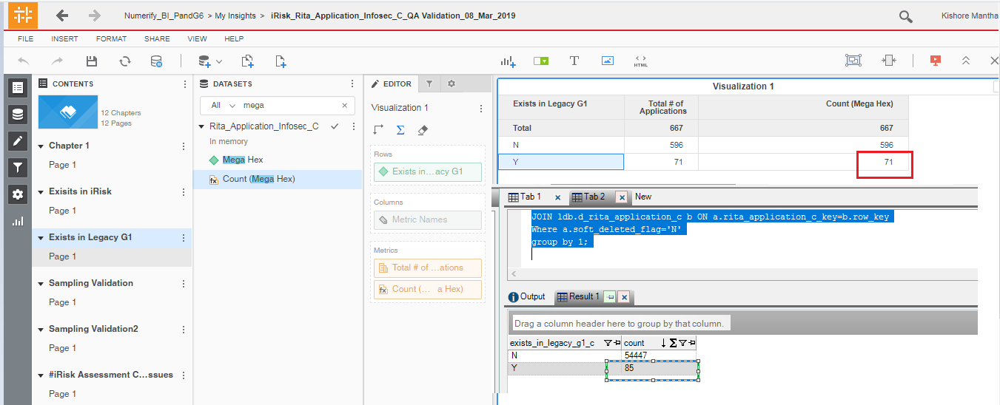 Numerify_BI_PandG6 > My Insights > iRisk_Rita_Application_Infosec_C_QA Validation_08_Mar_2019
Kishore Mantha
FILE INSERT FORMAT SHARE VIEW HELP
HTML
CONTENTS
12 Chapters
12 Pages
Chapter 1
Page 1
Exisits in iRisk
Page 1
Exists in Legacy G1
Page 1
Sampling Validation
Page 1
Sampling Validation2
Page 1
#iRisk Assessment C...ssues
Page 1
DATASETS
All mega
Rita_Application_Infosec_C
In memory
Mega Hex
Count (Mega Hex)
EDITOR
Visualization 1
Rows
Exists in...acy G1
Columns
Metric Names
Metrics
Total # of ...ations
Count (... a Hex)
Visualization 1
Exists in Legacy G1 Total # of Applications Count (Mega Hex)
Total 667 667
N 596 596
Y 71 71
Tab 1 Tab 2 New
JOIN ldb.d_rita_application_c b ON a.rita_application_c_key=b.row_key
Where a.soft_deleted_flag='N'
group by 1;
Output Result 1
Drag a column header here to group by that column.
exists_in_legacy_g1_c count
N 54447
Y 85